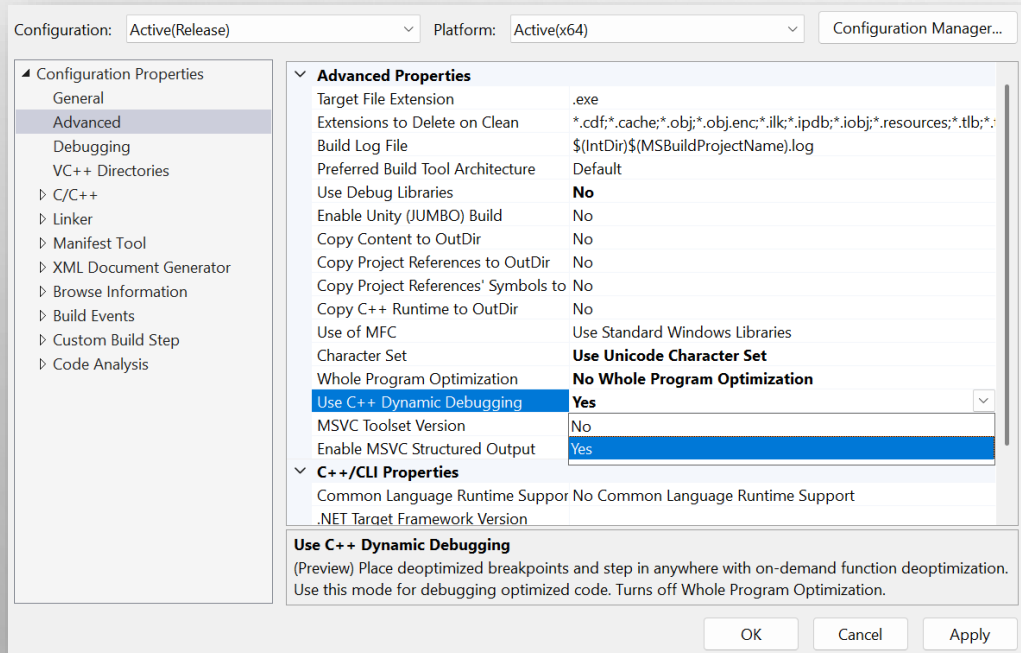 Configuration: Active(Release) Platform: Active(x64) Configuration Manager...
Configuration Properties
General
Advanced
Debugging
VC++ Directories
C/C++
Linker
Manifest Tool
XML Document Generator
Browse Information
Build Events
Custom Build Step
Code Analysis
Advanced Properties
Target File Extension .exe
Extensions to Delete on Clean *.cdf;*.cache;*.obj;*.obj.enc;*.ilk;*.ipdb;*.iobj;*.resources;*.tlb;*.
Build Log File $(IntDir)$(MSBuildProjectName).log
Preferred Build Tool Architecture Default
Use Debug Libraries No
Enable Unity (JUMBO) Build No
Copy Content to OutDir No
Copy Project References to OutDir No
Copy Project References' Symbols to No
Copy C++ Runtime to OutDir No
Use of MFC Use Standard Windows Libraries
Character Set Use Unicode Character Set
Whole Program Optimization No Whole Program Optimization
Use C++ Dynamic Debugging Yes
MSVC Toolset Version No
Enable MSVC Structured Output Yes
C++/CLI Properties
Common Language Runtime Suppor No Common Language Runtime Support
.NET Target Framework Version
Use C++ Dynamic Debugging
(Preview) Place deoptimized breakpoints and step in anywhere with on-demand function deoptimization.
Use this mode for debugging optimized code. Turns off Whole Program Optimization.
OK Cancel Apply